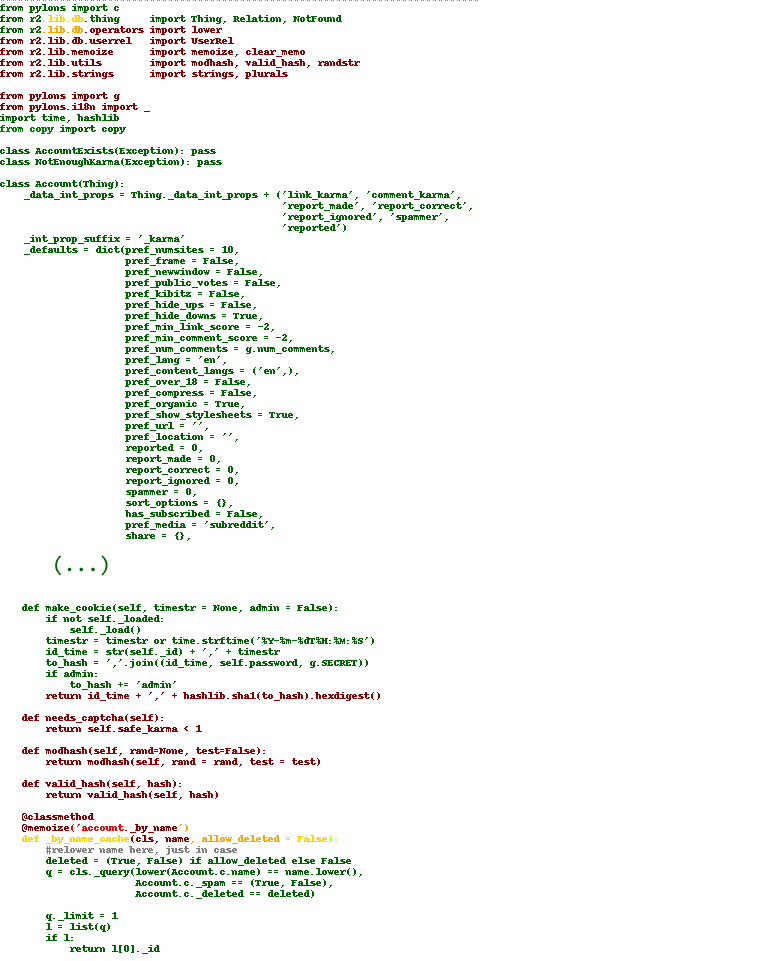 from pylons import c
from r2.lib.db.thing     import Thing, Relation, NotFound
from r2.lib.db.operators import lower
from r2.lib.db.userrel   import UserRel
from r2.lib.memoize      import memoize, clear_memo
from r2.lib.utils        import modhash, valid_hash, randstr
from r2.lib.strings      import strings, plurals

from pylons import g
from pylons.i18n import _
import time, hashlib
from copy import copy

class AccountExists(Exception): pass
class NotEnoughKarma(Exception): pass

class Account(Thing):
    _data_int_props = Thing._data_int_props + ('link_karma', 'comment_karma',
                                               'report_made', 'report_correct',
                                               'report_ignored', 'spammer',
                                               'reported')
    _int_prop_suffix = '_karma'
    _defaults = dict(pref_numsites = 10,
                     pref_frame = False,
                     pref_newwindow = False,
                     pref_public_votes = False,
                     pref_kibitz = False,
                     pref_hide_ups = False,
                     pref_hide_downs = True,
                     pref_min_link_score = -2,
                     pref_min_comment_score = -2,
                     pref_num_comments = g.num_comments,
                     pref_lang = 'en',
                     pref_content_langs = ('en',),
                     pref_over_18 = False,
                     pref_compress = False,
                     pref_organic = True,
                     pref_show_stylesheets = True,
                     pref_url = '',
                     pref_location = '',
                     reported = 0,
                     report_made = 0,
                     report_correct = 0,
                     report_ignored = 0,
                     spammer = 0,
                     sort_options = {},
                     has_subscribed = False,
                     pref_media = 'subreddit',
                     share = {},

(...)

    def make_cookie(self, timestr = None, admin = False):
        if not self._loaded:
            self._load()
        timestr = timestr or time.strftime('%Y-%m-%dT%H:%M:%S')
        id_time = str(self._id) + ',' + timestr
        to_hash = ','.join((id_time, self.password, g.SECRET))
        if admin:
            to_hash += 'admin'
        return id_time + ',' + hashlib.sha1(to_hash).hexdigest()

    def needs_captcha(self):
        return self.safe_karma < 1

    def modhash(self, rand=None, test=False):
        return modhash(self, rand = rand, test = test)

    def valid_hash(self, hash):
        return valid_hash(self, hash)

    @classmethod
    @memoize('account._by_name')
    def _by_name_cache(cls, name, allow_deleted = False):
        #relower name here, just in case
        deleted = (True, False) if allow_deleted else False
        q = cls._query(lower(Account.c.name) == name.lower(),
                       Account.c._spam == (True, False),
                       Account.c._deleted == deleted)

        q._limit = 1
        l = list(q)
        if l:
            return l[0]._id